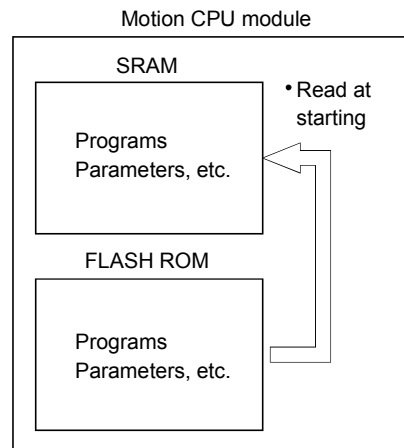 Motion CPU module
SRAM
• Read at
starting
Programs
Parameters, etc.
FLASH ROM
Programs
Parameters, etc.